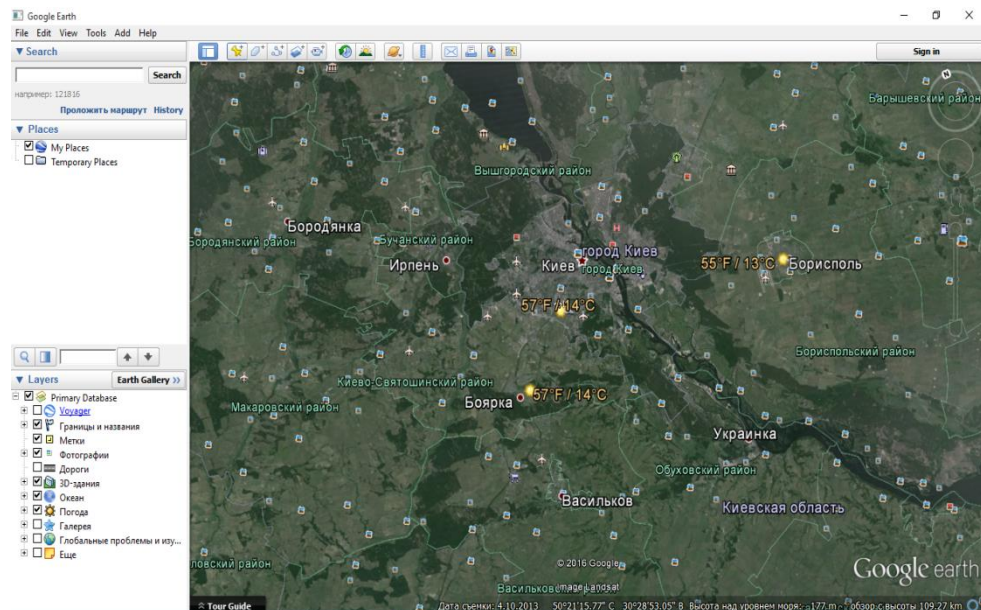 Google Earth
File Edit View Tools Add Help
Search
Sign in
Search
например: 121816
Проложить маршрут History
Places
My Places
Temporary Places
Layers
Earth Gallery >>
Primary Database
Voyager
Границы и названия
Метки
Фотографии
Дороги
3D-здания
Океан
Погода
Галерея
Глобальные проблемы и изу...
Еще
Барышевский район
Вышгородский район
Бородянка
Бородянский район
Бучанский район
Ирпень
Киев
город Киев
город Киев
55°F / 13°C
Борисполь
57°F / 14°C
Бориспольский район
Киево-Святошинский район
Макаровский район
Боярка
57°F / 14°C
Украинка
Обуховский район
Васильков
Киевская область
ловский район
© 2016 Google
Image Landsat
Васильков
Google earth
Tour Guide
Дата съемки: 4.10.2013 50°21'15.77" С 30°28'53.05" В Высота над уровнем моря: 177 m обзор с высоты 109.27 km